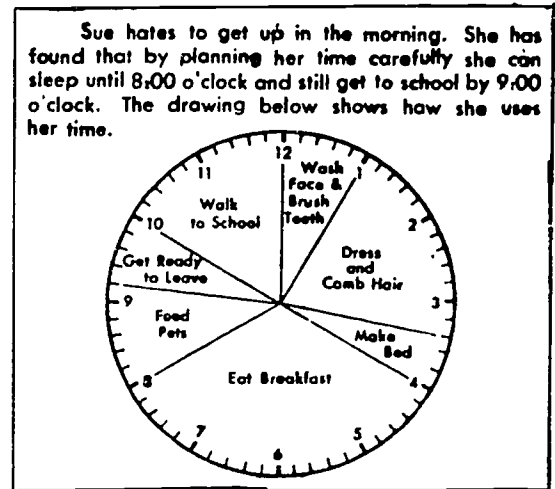 Sue hates to get up in the morning. She has
found that by planning her time carefully she can
sleep until 8:00 o'clock and still get to school by 9:00
o'clock. The drawing below shows haw she uses
her time.
12
Wash
Face &
Brush
Teeth
1
11
Walk
to School
2
10
Dress
and
Comb Hair
Get Ready
to Leave
3
9
Feed
Pets
Make
Bed
8
Eat Breakfast
4
7
5
6